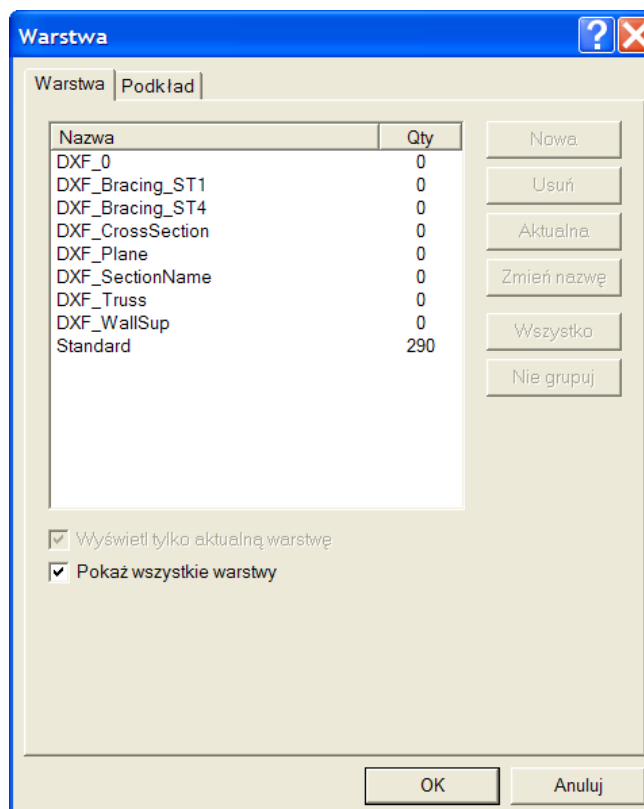 Warstwa
Warstwa Podkład
Nazwa Qty
DXF_0 0
DXF_Bracing_ST1 0
DXF_Bracing_ST4 0
DXF_CrossSection 0
DXF_Plane 0
DXF_SectionName 0
DXF_Truss 0
DXF_WallSup 0
Standard 290
Nowa
Usuń
Aktualna
Zmień nazwę
Wszystko
Nie grupuj
Wyświetl tylko aktualną warstwę
Pokaż wszystkie warstwy
OK Anuluj